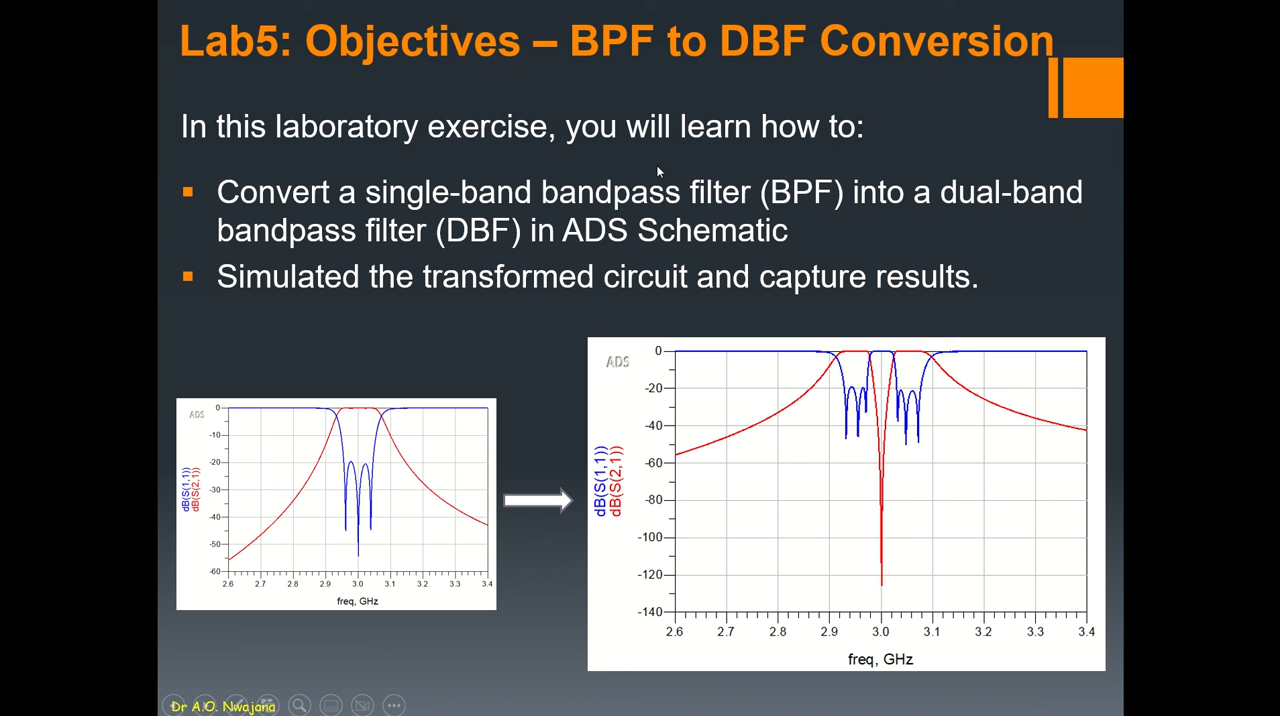 Lab5: Objectives – BPF to DBF Conversion
In this laboratory exercise, you will learn how to:
Convert a single-band bandpass filter (BPF) into a dual-band
bandpass filter (DBF) in ADS Schematic
Simulated the transformed circuit and capture results.
ADS
0
-10
-20
-30
-40
-50
-60
dB(S(1,1))
dB(S(2,1))
2.6 2.7 2.8 2.9 3.0 3.1 3.2 3.3 3.4
freq, GHz
ADS
0
-20
-40
-60
-80
-100
-120
-140
dB(S(1,1))
dB(S(2,1))
2.6 2.7 2.8 2.9 3.0 3.1 3.2 3.3 3.4
freq, GHz
Dr A.O. Nwajana